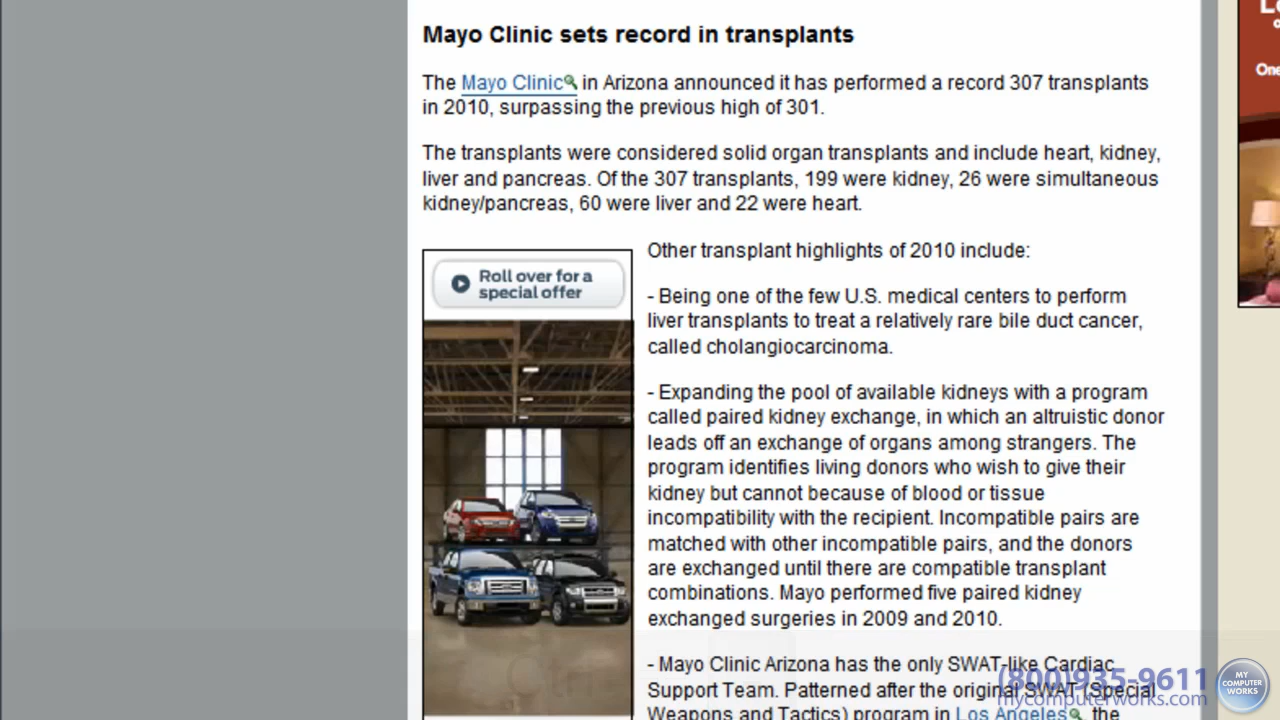 Mayo Clinic sets record in transplants
The Mayo Clinic in Arizona announced it has performed a record 307 transplants
in 2010, surpassing the previous high of 301.
The transplants were considered solid organ transplants and include heart, kidney,
liver and pancreas. Of the 307 transplants, 199 were kidney, 26 were simultaneous
kidney/pancreas, 60 were liver and 22 were heart.
Roll over for a
special offer
Other transplant highlights of 2010 include:
- Being one of the few U.S. medical centers to perform
liver transplants to treat a relatively rare bile duct cancer,
called cholangiocarcinoma.
- Expanding the pool of available kidneys with a program
called paired kidney exchange, in which an altruistic donor
leads off an exchange of organs among strangers. The
program identifies living donors who wish to give their
kidney but cannot because of blood or tissue
incompatibility with the recipient. Incompatible pairs are
matched with other incompatible pairs, and the donors
are exchanged until there are compatible transplant
combinations. Mayo performed five paired kidney
exchanged surgeries in 2009 and 2010.
- Mayo Clinic Arizona has the only SWAT-like Cardiac
Support Team. Patterned after the original SWAT (Special
Weapons and Tactics) program in Los Angeles, the
One
(800)935-9611
mycomputerworks.com
MY
COMPUTER
WORKS